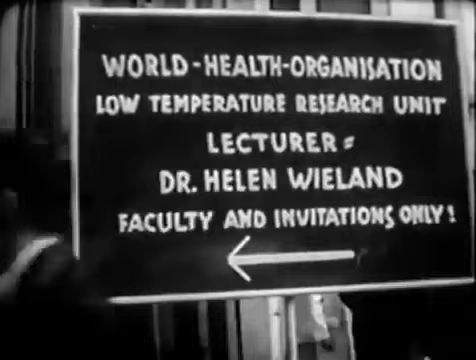 WORLD-HEALTH-ORGANISATION
LOW TEMPERATURE RESEARCH UNIT
LECTURER=
DR. HELEN WIELAND
FACULTY AND INVITATIONS ONLY!